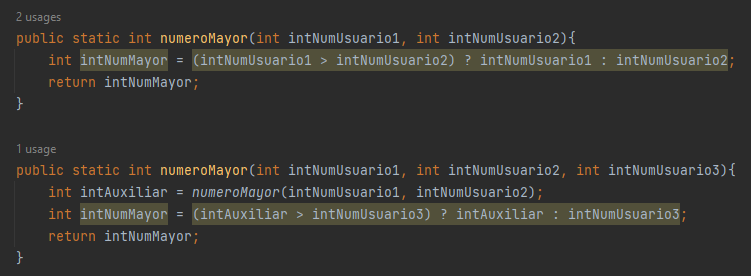 2 usages
public static int numeroMayor(int intNumUsuario1, int intNumUsuario2){
int intNumMayor = (intNumUsuario1 > intNumUsuario2) ? intNumUsuario1 : intNumUsuario2;
return intNumMayor;
}
1 usage
public static int numeroMayor(int intNumUsuario1, int intNumUsuario2, int intNumUsuario3){
int intAuxiliar = numeroMayor(intNumUsuario1, intNumUsuario2);
int intNumMayor = (intAuxiliar > intNumUsuario3) ? intAuxiliar : intNumUsuario3;
return intNumMayor;
}